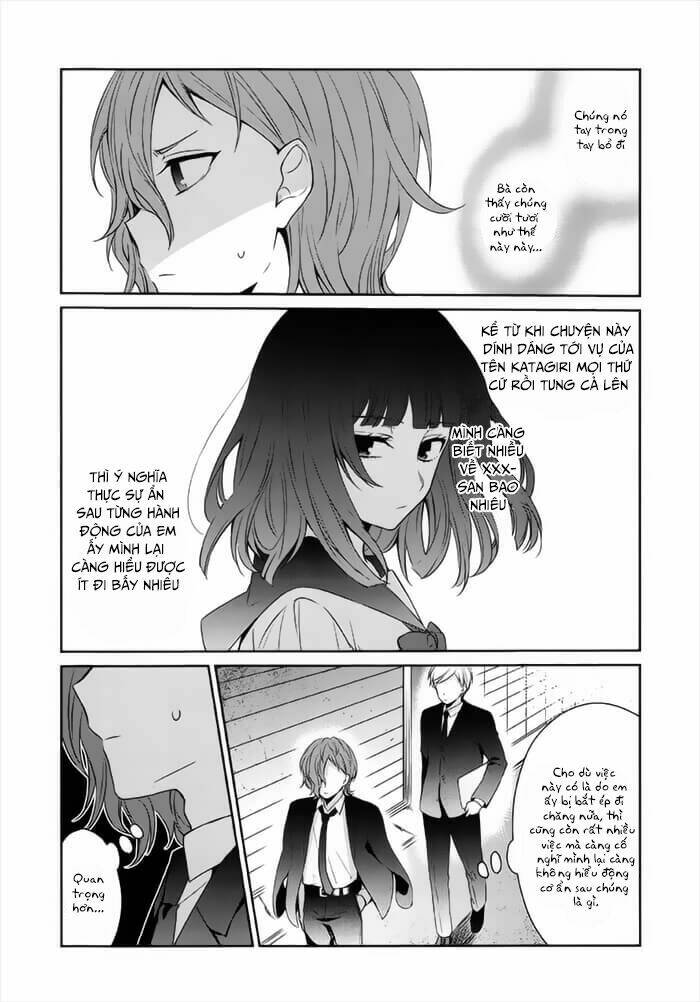 Chúng nó
tay trong
tay bỏ đi
Bà còn
thấy chúng
cười tươi
như thế
này này...
KỂ TỪ KHI CHUYỆN NÀY
DÍNH DÁNG TỚI VỤ CỦA
TÊN KATAGIRI MỌI THỨ
CỨ RỐI TUNG CẢ LÊN
MÌNH CÀNG
BIẾT NHIỀU
VỀ XXX-
SAN BAO
NHIÊU
THÌ Ý NGHĨA
THỰC SỰ ẨN
SAU TỪNG HÀNH
ĐỘNG CỦA EM
ẤY MÌNH LẠI
CÀNG HIỂU ĐƯỢC
ÍT ĐI BẤY NHIÊU
Cho dù việc
này có là do em
ấy bị bắt ép đi
chăng nữa, thì
cũng còn rất nhiều
việc mà càng cố
nghĩ mình lại càng
không hiểu động
cơ ẩn sau chúng
là gì.
Quan
trọng
hơn...